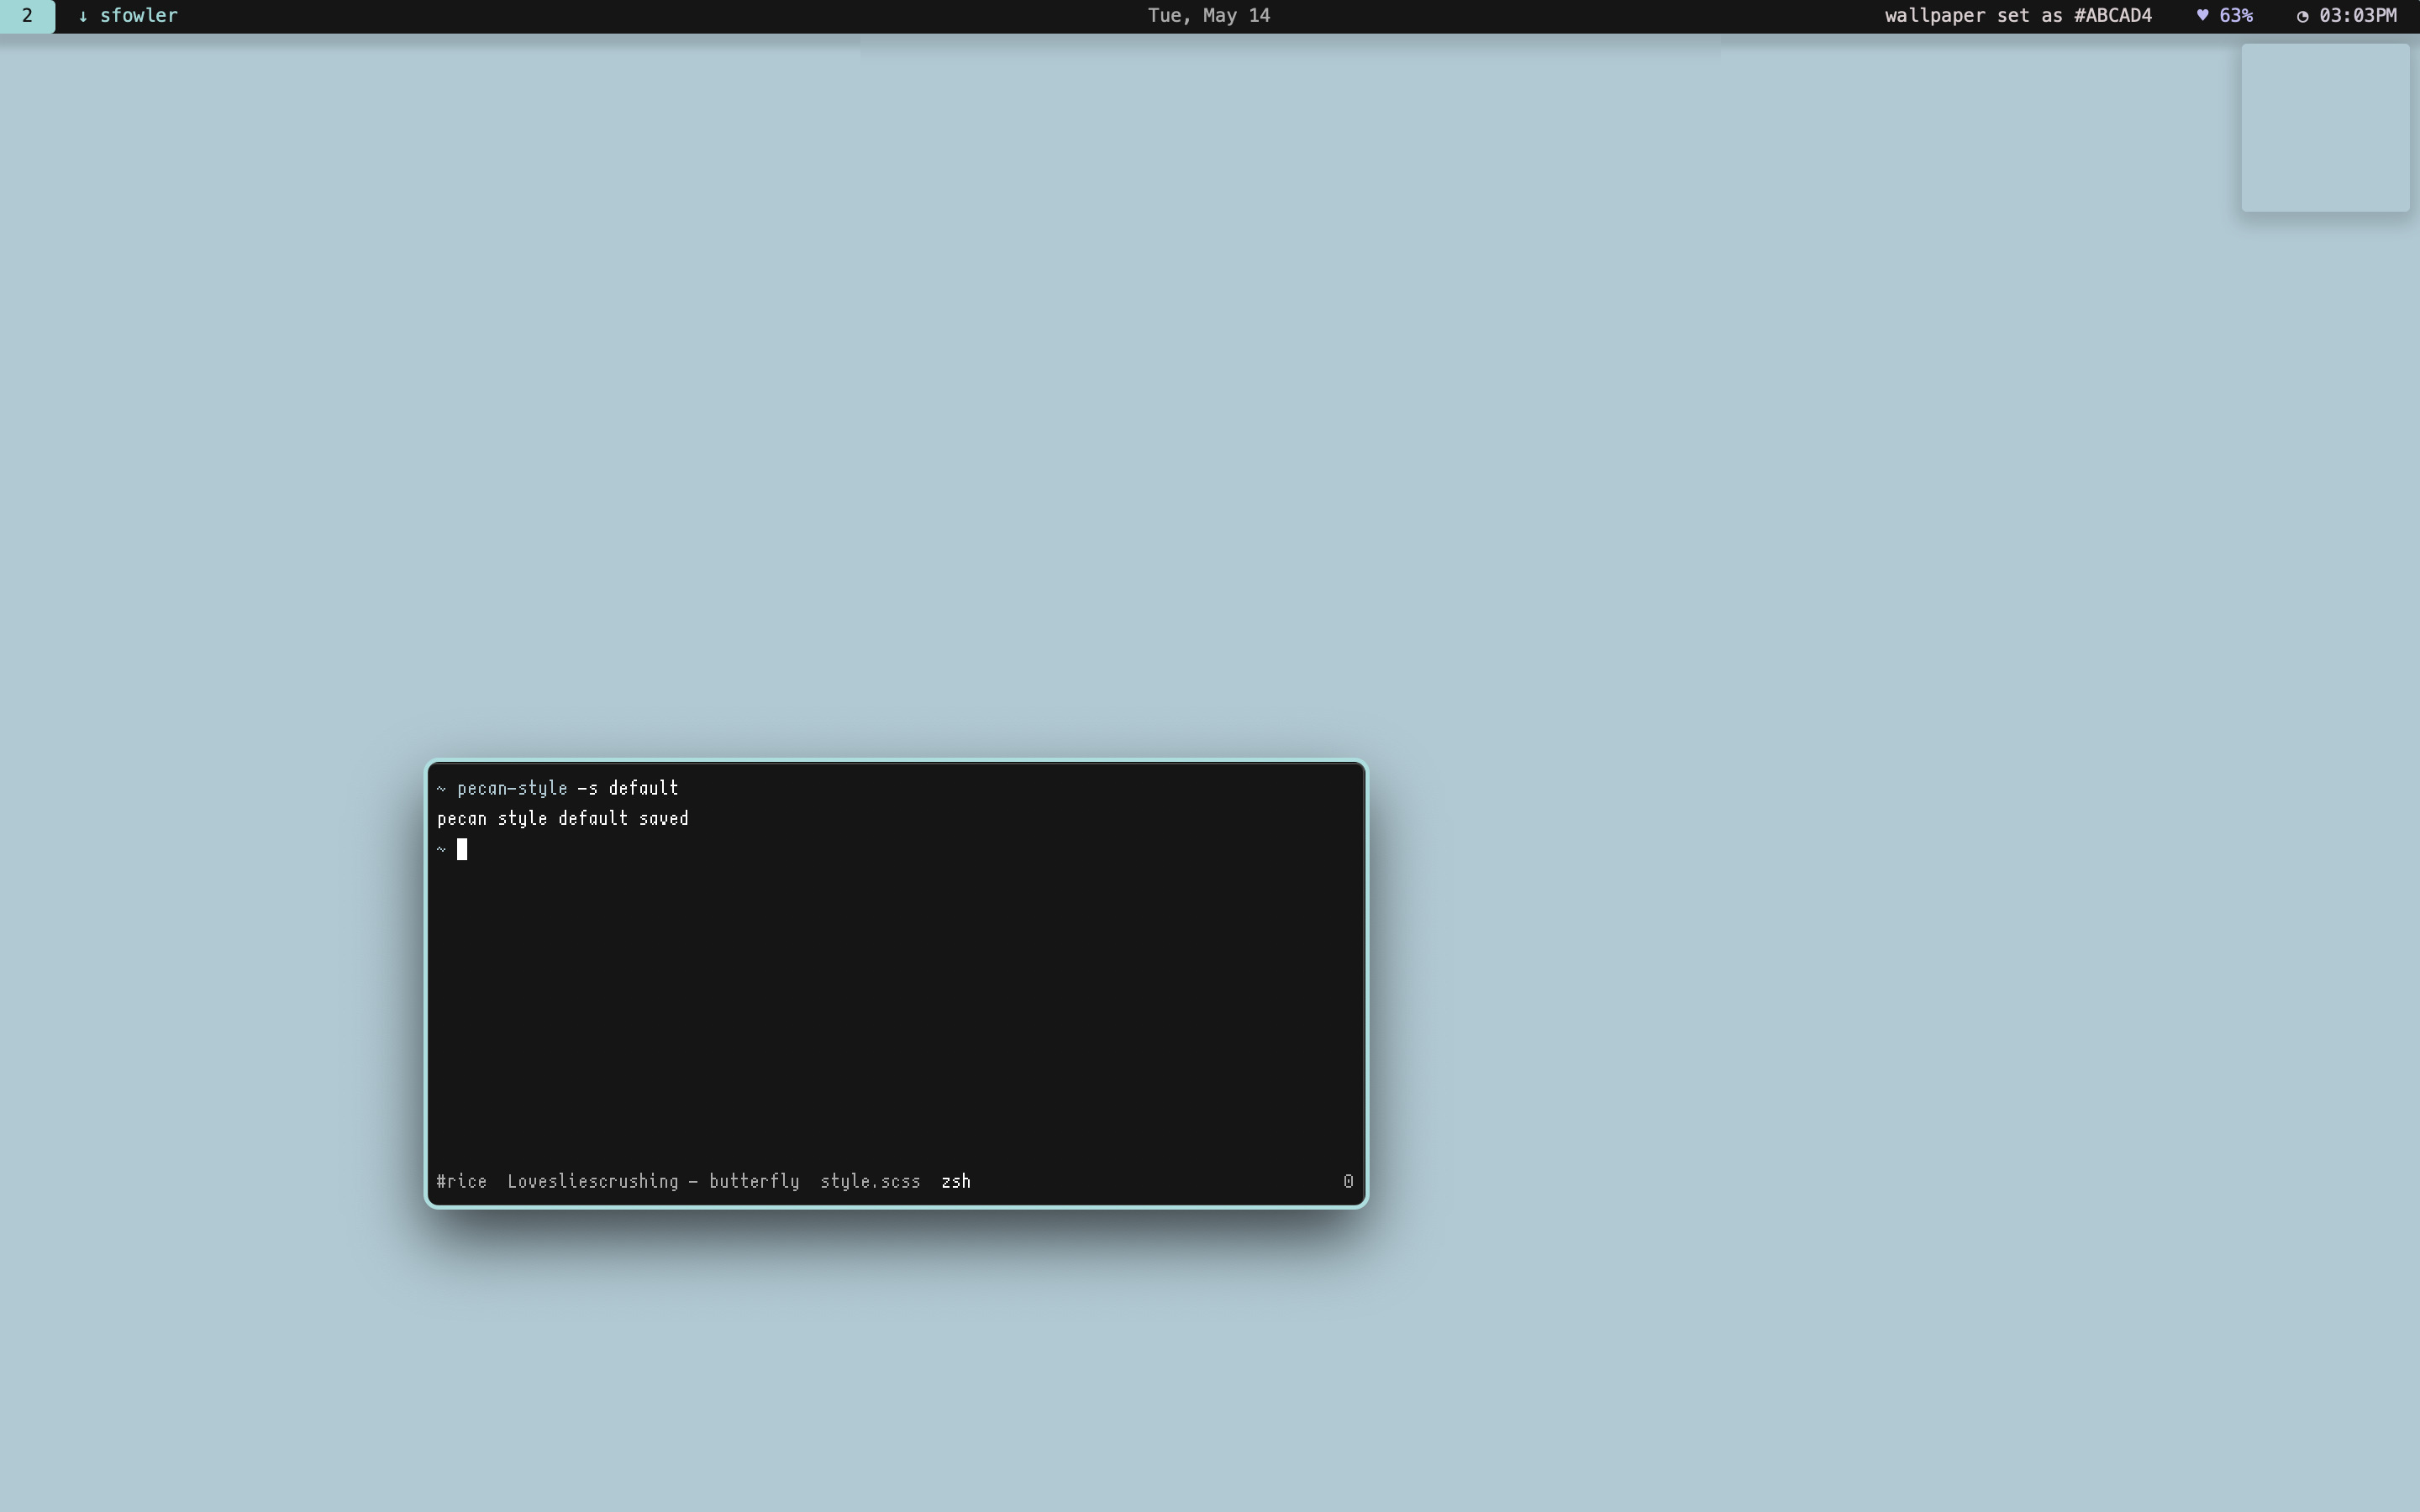 2 ↓ sfowler Tue, May 14 wallpaper set as #ABCAD4 ♥ 63% ◔ 03:03PM
~ pecan-style -s default
pecan style default saved
~
#rice Lovesliescrushing - butterfly style.scss zsh 0